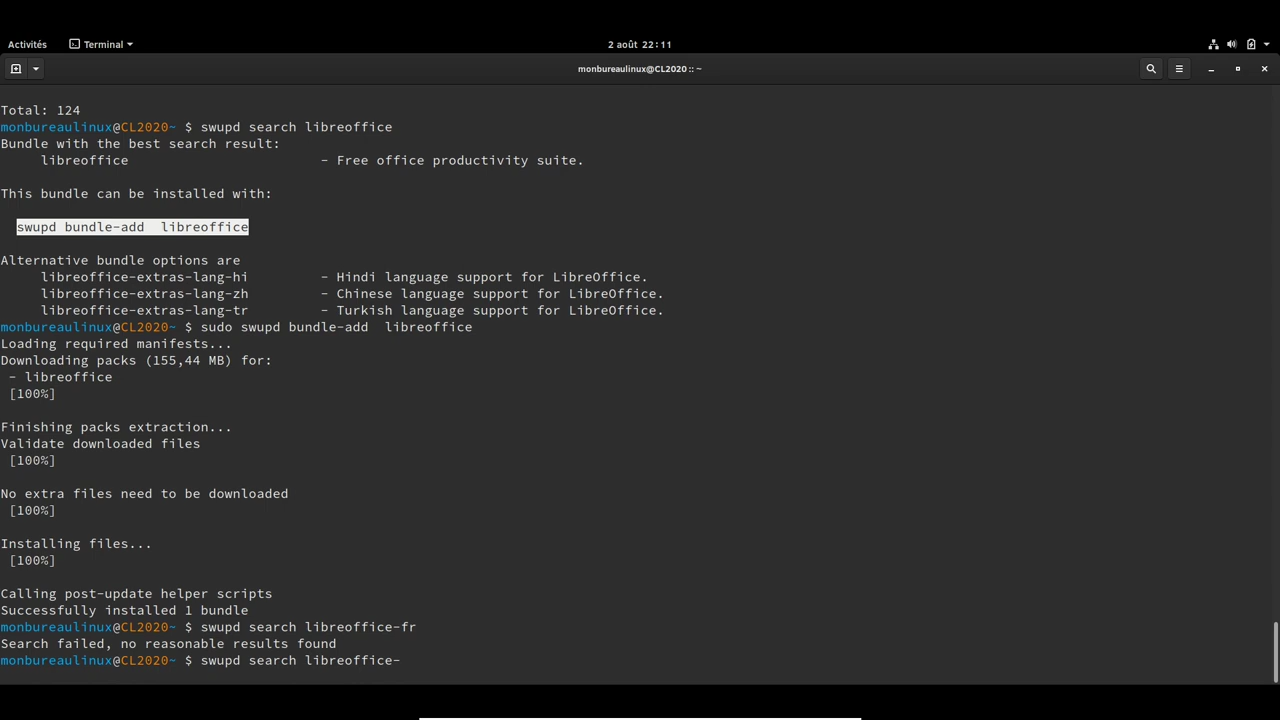 Activités
Terminal
2 août 22:11
monbureaulinux@CL2020 :: ~
Total: 124
monbureaulinux@CL2020~ $ swupd search libreoffice
Bundle with the best search result:
libreoffice - Free office productivity suite.
This bundle can be installed with:
swupd bundle-add  libreoffice
Alternative bundle options are
libreoffice-extras-lang-hi - Hindi language support for LibreOffice.
libreoffice-extras-lang-zh - Chinese language support for LibreOffice.
libreoffice-extras-lang-tr - Turkish language support for LibreOffice.
monbureaulinux@CL2020~ $ sudo swupd bundle-add  libreoffice
Loading required manifests...
Downloading packs (155,44 MB) for:
- libreoffice
[100%]
Finishing packs extraction...
Validate downloaded files
[100%]
No extra files need to be downloaded
[100%]
Installing files...
[100%]
Calling post-update helper scripts
Successfully installed 1 bundle
monbureaulinux@CL2020~ $ swupd search libreoffice-fr
Search failed, no reasonable results found
monbureaulinux@CL2020~ $ swupd search libreoffice-